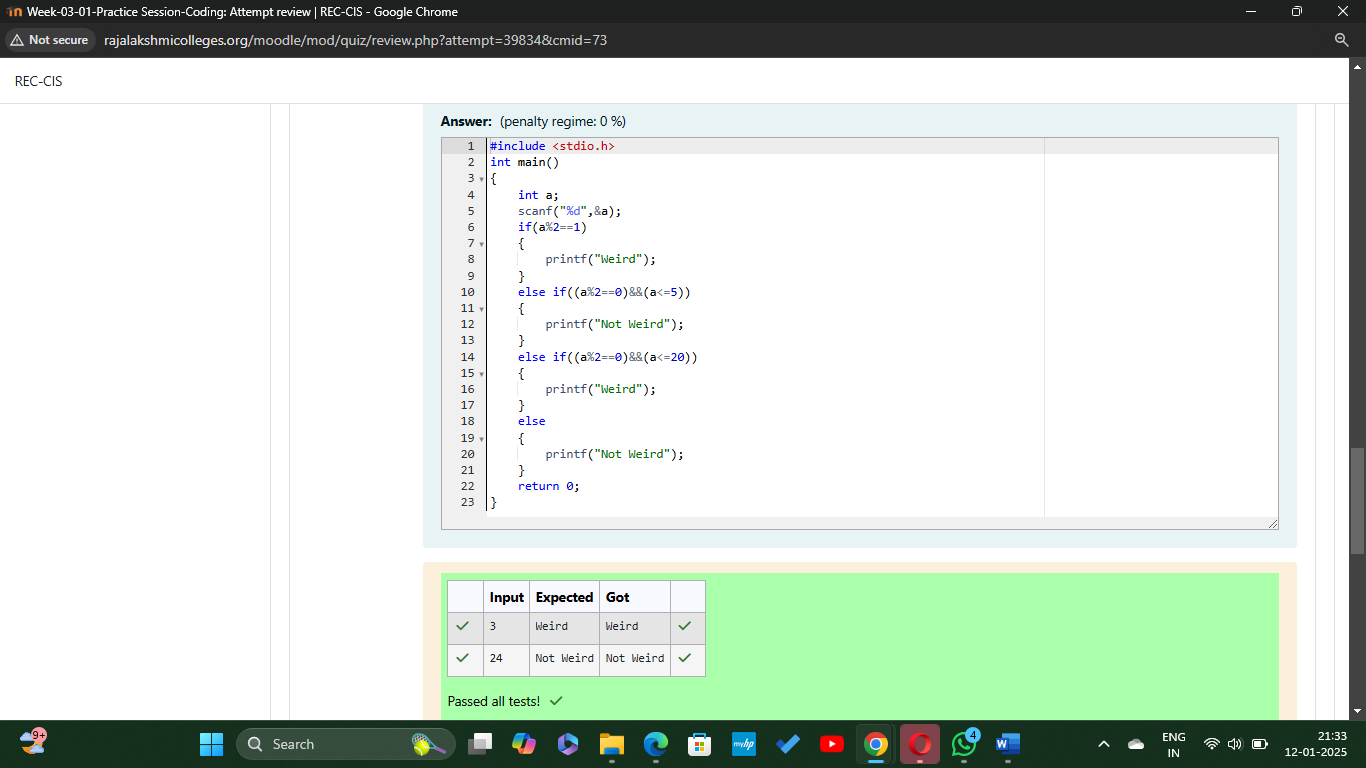 Week-03-01-Practice Session-Coding: Attempt review | REC-CIS - Google Chrome
Not secure rajalakshmicolleges.org/moodle/mod/quiz/review.php?attempt=39834&cmid=73
REC-CIS
Answer: (penalty regime: 0 %)
1 #include <stdio.h>
2 int main()
3 {
4 int a;
5 scanf("%d",&a);
6 if(a%2==1)
7 {
8 printf("Weird");
9 }
10 else if((a%2==0)&&(a<=5))
11 {
12 printf("Not Weird");
13 }
14 else if((a%2==0)&&(a<=20))
15 {
16 printf("Weird");
17 }
18 else
19 {
20 printf("Not Weird");
21 }
22 return 0;
23 }
Input Expected Got
3 Weird Weird
24 Not Weird Not Weird
Passed all tests!
9+ Search myhp 4 W ENG 21:33
IN 12-01-2025